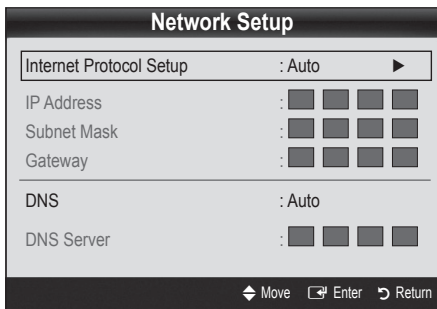 Network Setup
Internet Protocol Setup : Auto ▶
IP Address :
Subnet Mask :
Gateway :
DNS : Auto
DNS Server :
Move Enter Return